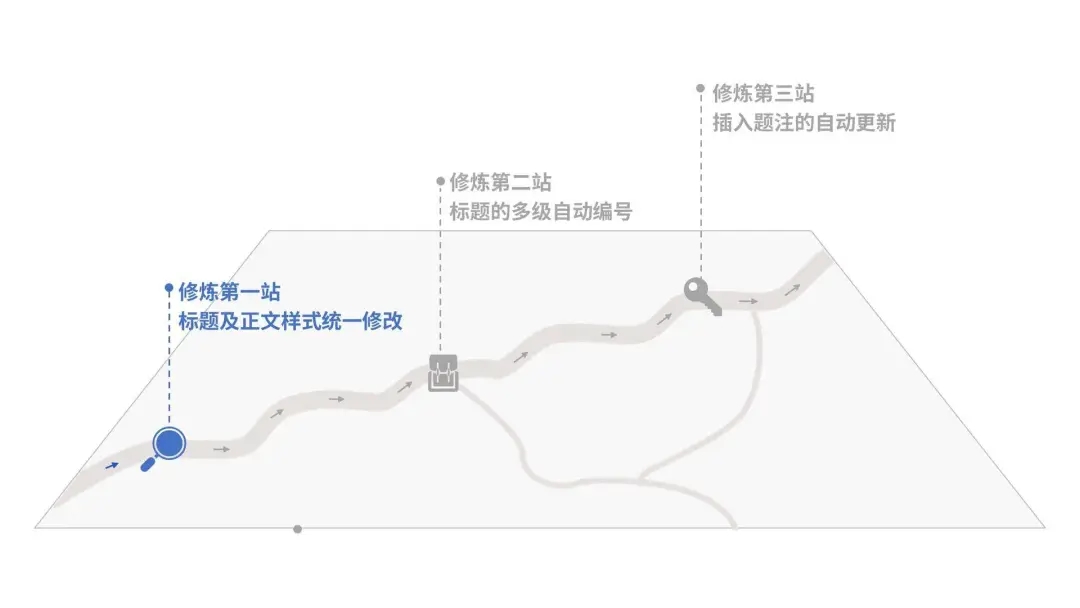 修炼第三站
插入题注的自动更新
修炼第二站
标题的多级自动编号
修炼第一站
标题及正文样式统一修改